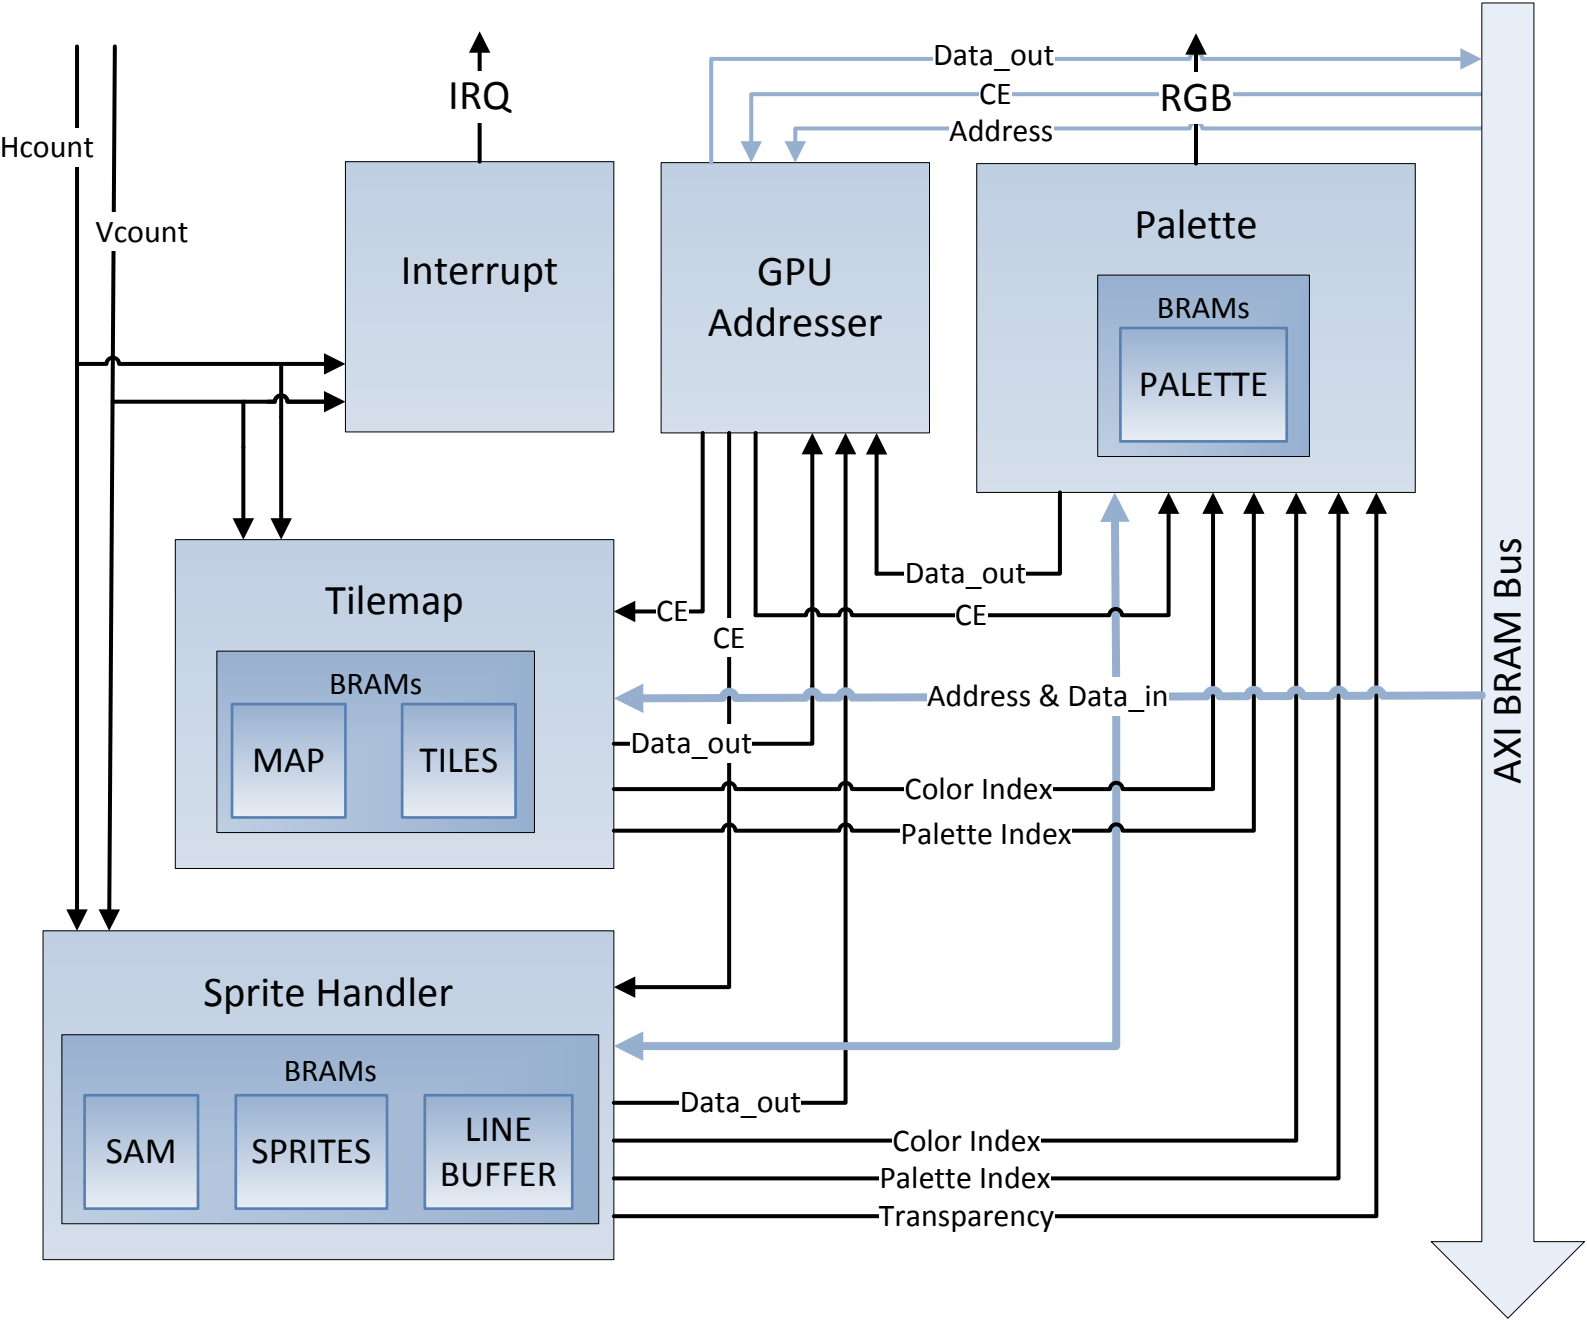 Data_out
IRQ
CE
RGB
Address
Hcount
Vcount
Interrupt
GPU
Addresser
Palette
BRAMs
PALETTE
Data_out
CE
CE
CE
Tilemap
BRAMs
MAP
TILES
Address & Data_in
Data_out
Color Index
Palette Index
AXI BRAM Bus
Sprite Handler
BRAMs
SAM
SPRITES
LINE
BUFFER
Data_out
Color Index
Palette Index
Transparency